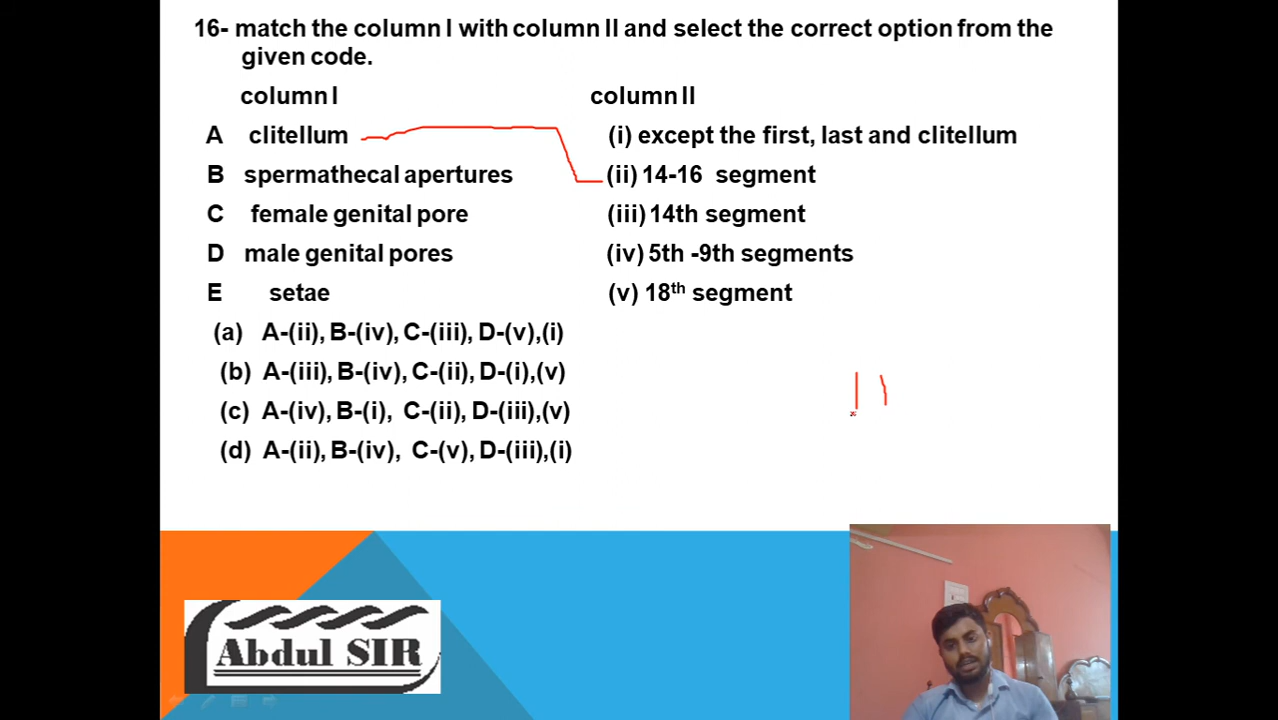 16- match the column I with column II and select the correct option from the
given code.
column I column II
A clitellum (i) except the first, last and clitellum
B spermathecal apertures (ii) 14-16 segment
C female genital pore (iii) 14th segment
D male genital pores (iv) 5th -9th segments
E setae (v) 18th segment
(a) A-(ii), B-(iv), C-(iii), D-(v),(i)
(b) A-(iii), B-(iv), C-(ii), D-(i),(v)
(c) A-(iv), B-(i), C-(ii), D-(iii),(v)
(d) A-(ii), B-(iv), C-(v), D-(iii),(i)
Abdul SIR